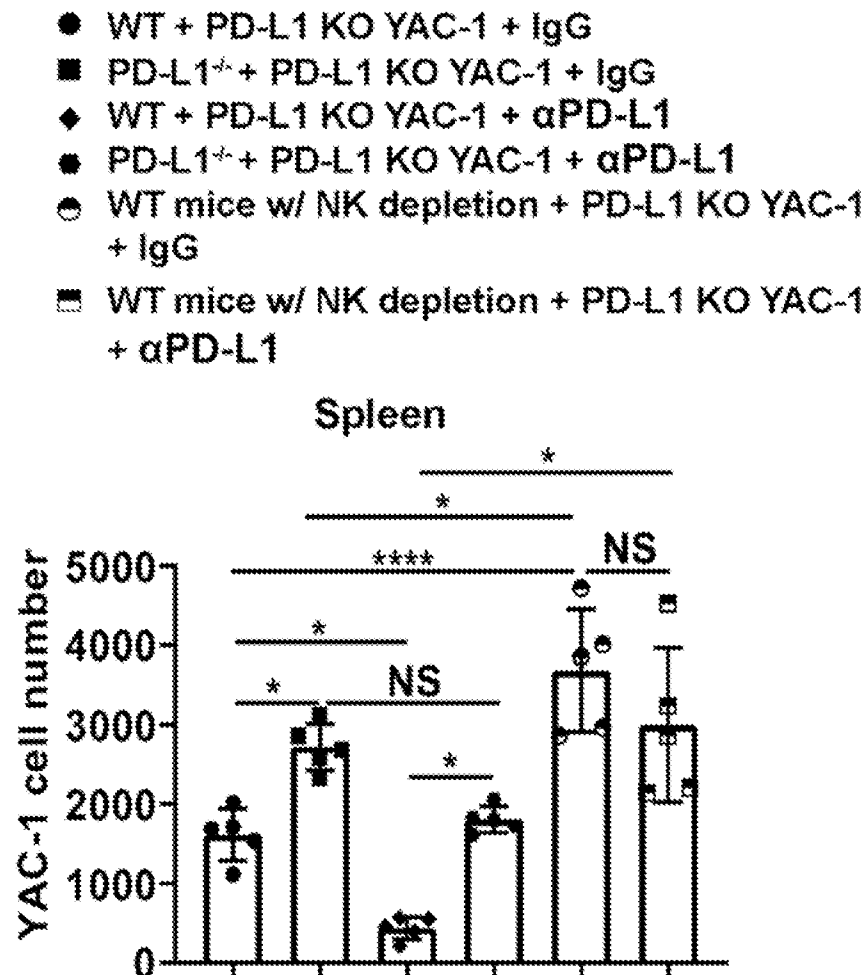 WT + PD-L1 KO YAC-1 + IgG
PD-L1-/- + PD-L1 KO YAC-1 + IgG
WT + PD-L1 KO YAC-1 + αPD-L1
PD-L1-/- + PD-L1 KO YAC-1 + αPD-L1
WT mice w/ NK depletion + PD-L1 KO YAC-1
+ IgG
WT mice w/ NK depletion + PD-L1 KO YAC-1
+ αPD-L1
Spleen
*
*
**** NS
*
* NS
*
YAC-1 cell number
5000
4000
3000
2000
1000
0